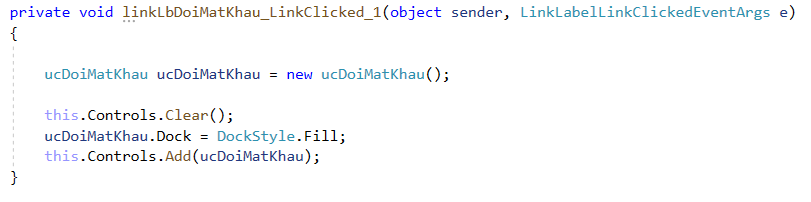 private void linkLbDoiMatKhau_LinkClicked_1(object sender, LinkLabelLinkClickedEventArgs e)
{
ucDoiMatKhau ucDoiMatKhau = new ucDoiMatKhau();
this.Controls.Clear();
ucDoiMatKhau.Dock = DockStyle.Fill;
this.Controls.Add(ucDoiMatKhau);
}